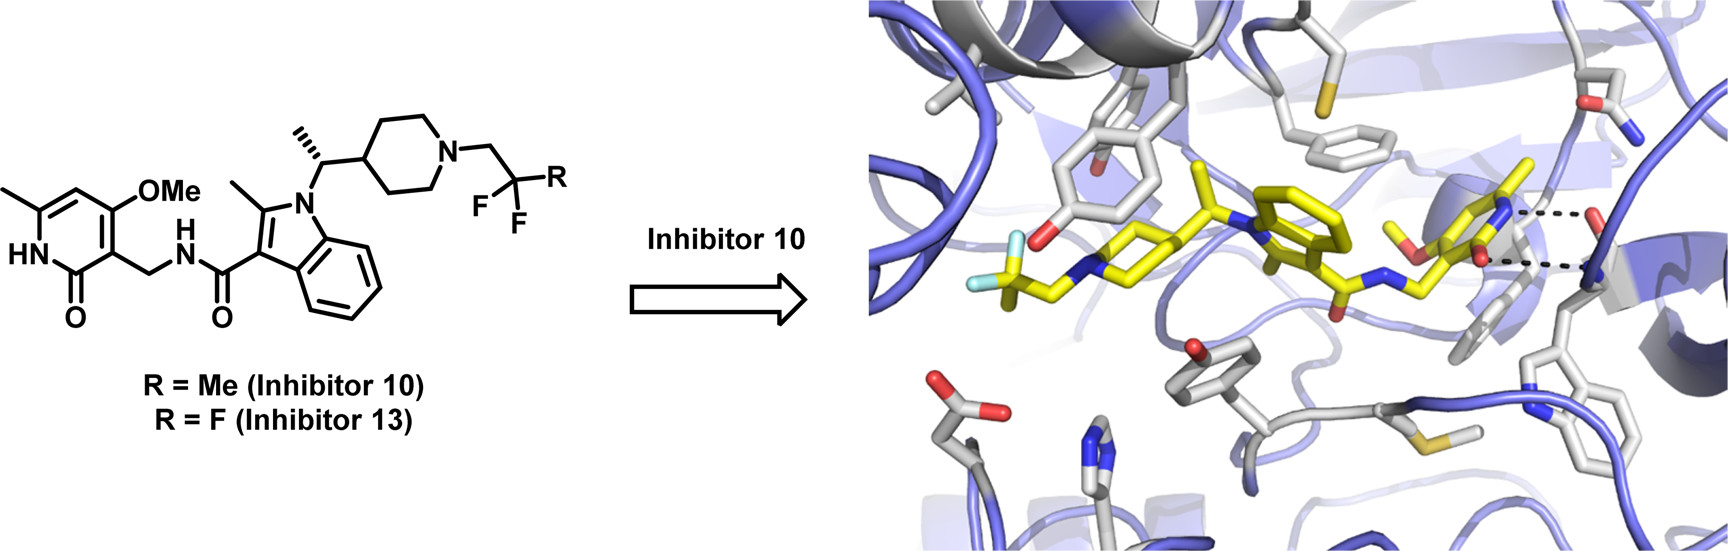 OMe
N
R
F
F
H
N
N
HN
O
O
Inhibitor 10
R = Me (Inhibitor 10)
R = F (Inhibitor 13)